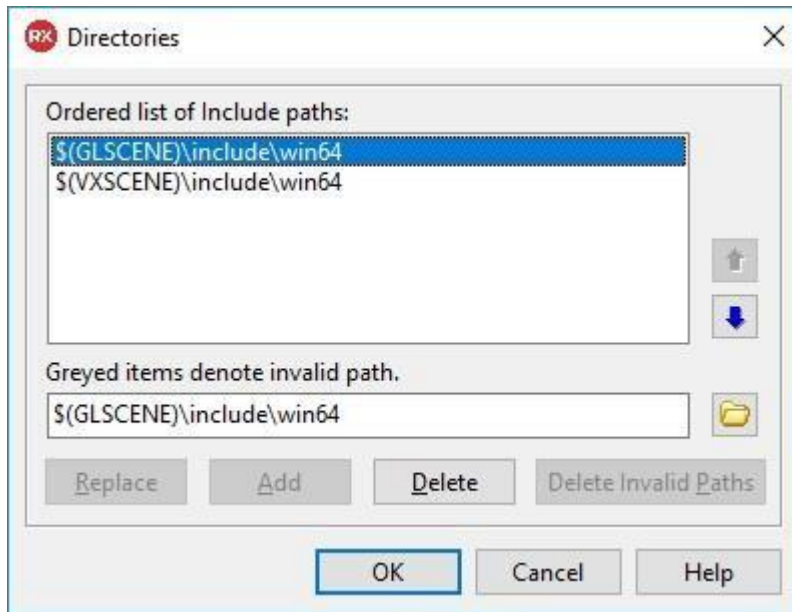 RX Directories
Ordered list of Include paths:
$(GLSCENE)\include\win64
$(VXSCENE)\include\win64
Greyed items denote invalid path.
$(GLSCENE)\include\win64
Replace Add Delete Delete Invalid Paths
OK Cancel Help